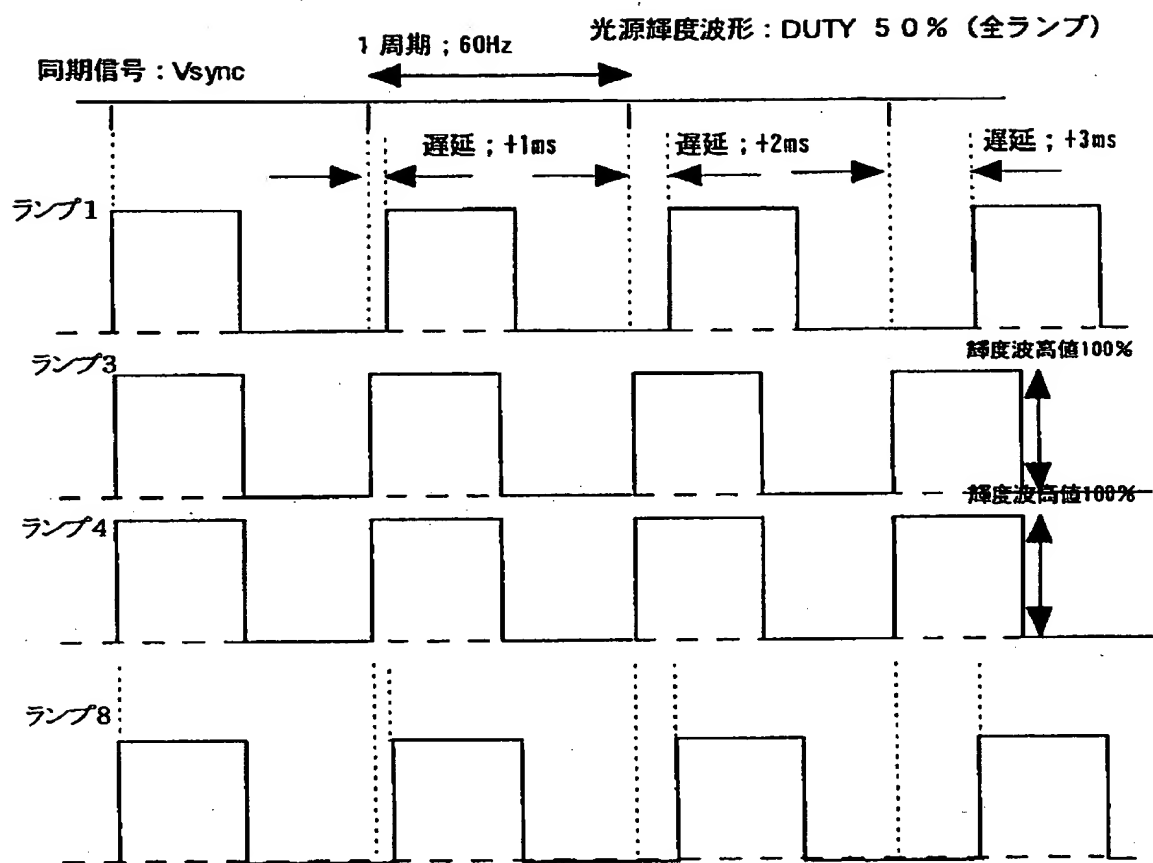 光源輝度波形：DUTY 50%（全ランプ）
1 周期；60Hz
同期信号：Vsync
遅延；+1ms
遅延；+2ms
遅延；+3ms
ランプ1
輝度波高値100%
ランプ3
輝度波高値100%
ランプ4
ランプ8